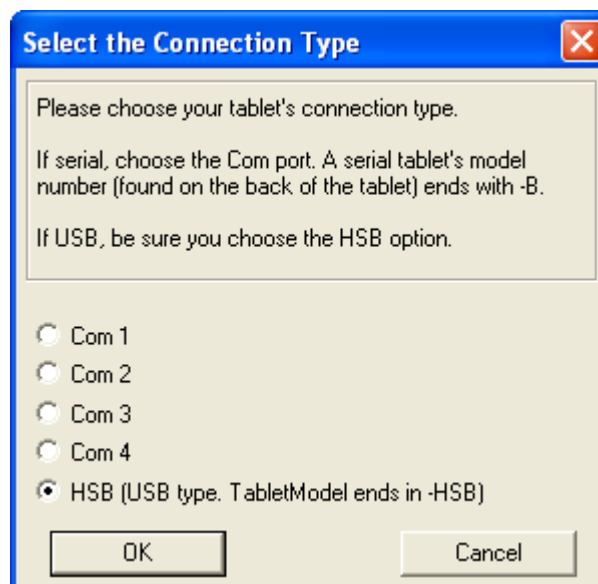 Select the Connection Type
Please choose your tablet's connection type.
If serial, choose the Com port. A serial tablet's model
number (found on the back of the tablet) ends with -B.
If USB, be sure you choose the HSB option.
Com 1
Com 2
Com 3
Com 4
HSB (USB type. TabletModel ends in -HSB)
OK
Cancel